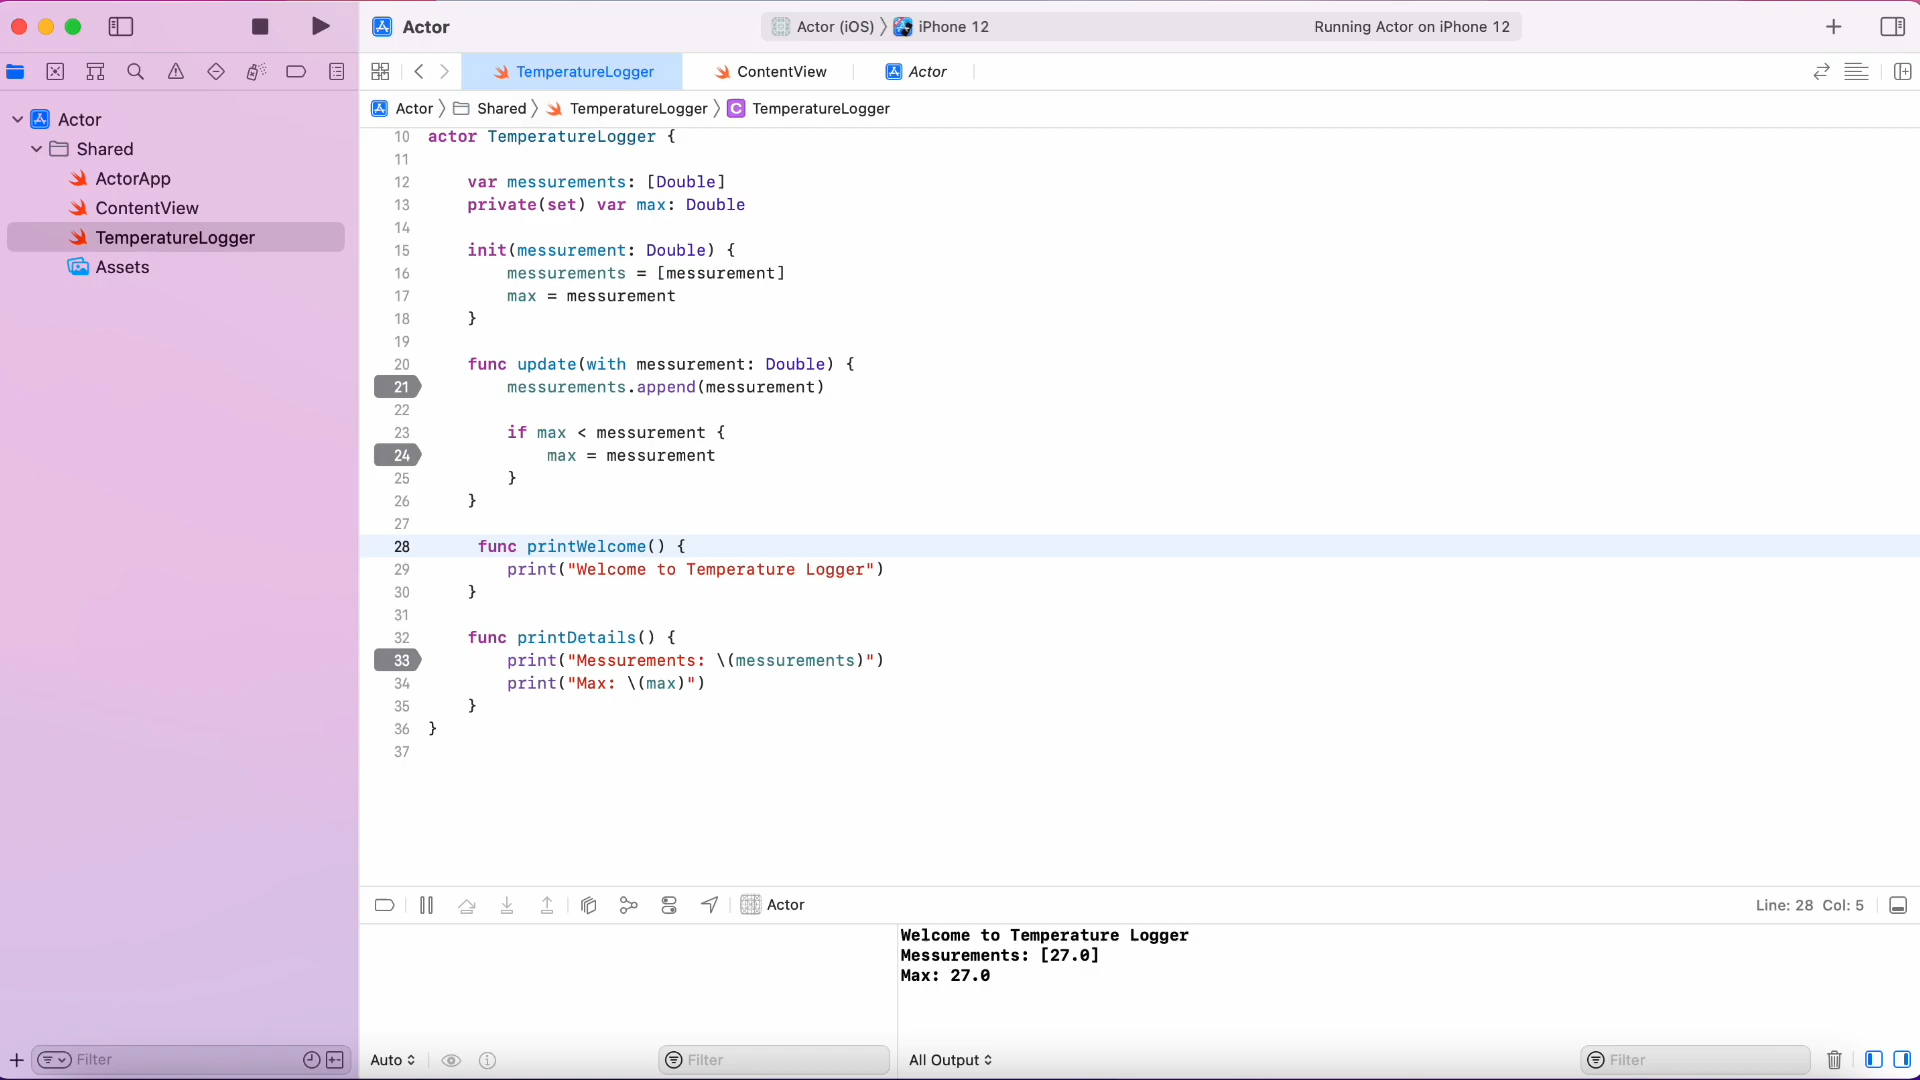 Actor
Actor (iOS) 〉 iPhone 12
Running Actor on iPhone 12
TemperatureLogger
ContentView
Actor
Actor 〉 Shared 〉 TemperatureLogger 〉 C TemperatureLogger
Actor
Shared
ActorApp
ContentView
TemperatureLogger
Assets
10 actor TemperatureLogger {
11
12     var messurements: [Double]
13     private(set) var max: Double
14
15     init(messurement: Double) {
16         messurements = [messurement]
17         max = messurement
18     }
19
20     func update(with messurement: Double) {
21         messurements.append(messurement)
22
23         if max < messurement {
24             max = messurement
25         }
26     }
27
28      func printWelcome() {
29         print("Welcome to Temperature Logger")
30     }
31
32     func printDetails() {
33         print("Messurements: \(messurements)")
34         print("Max: \(max)")
35     }
36 }
37
Actor
Line: 28 Col: 5
Welcome to Temperature Logger
Messurements: [27.0]
Max: 27.0
Filter
Auto
Filter
All Output
Filter